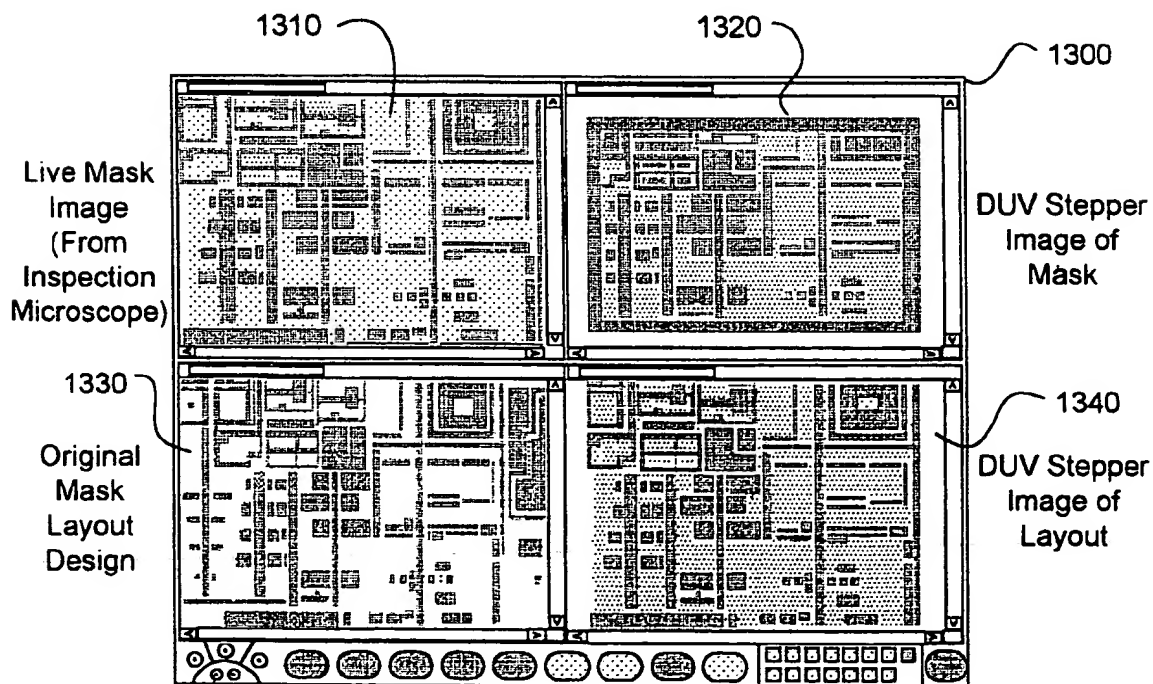 1310
1320
1300
Live Mask
Image
(From
Inspection
Microscope)
DUV Stepper
Image of
Mask
1330
Original
Mask
Layout
Design
1340
DUV Stepper
Image of
Layout